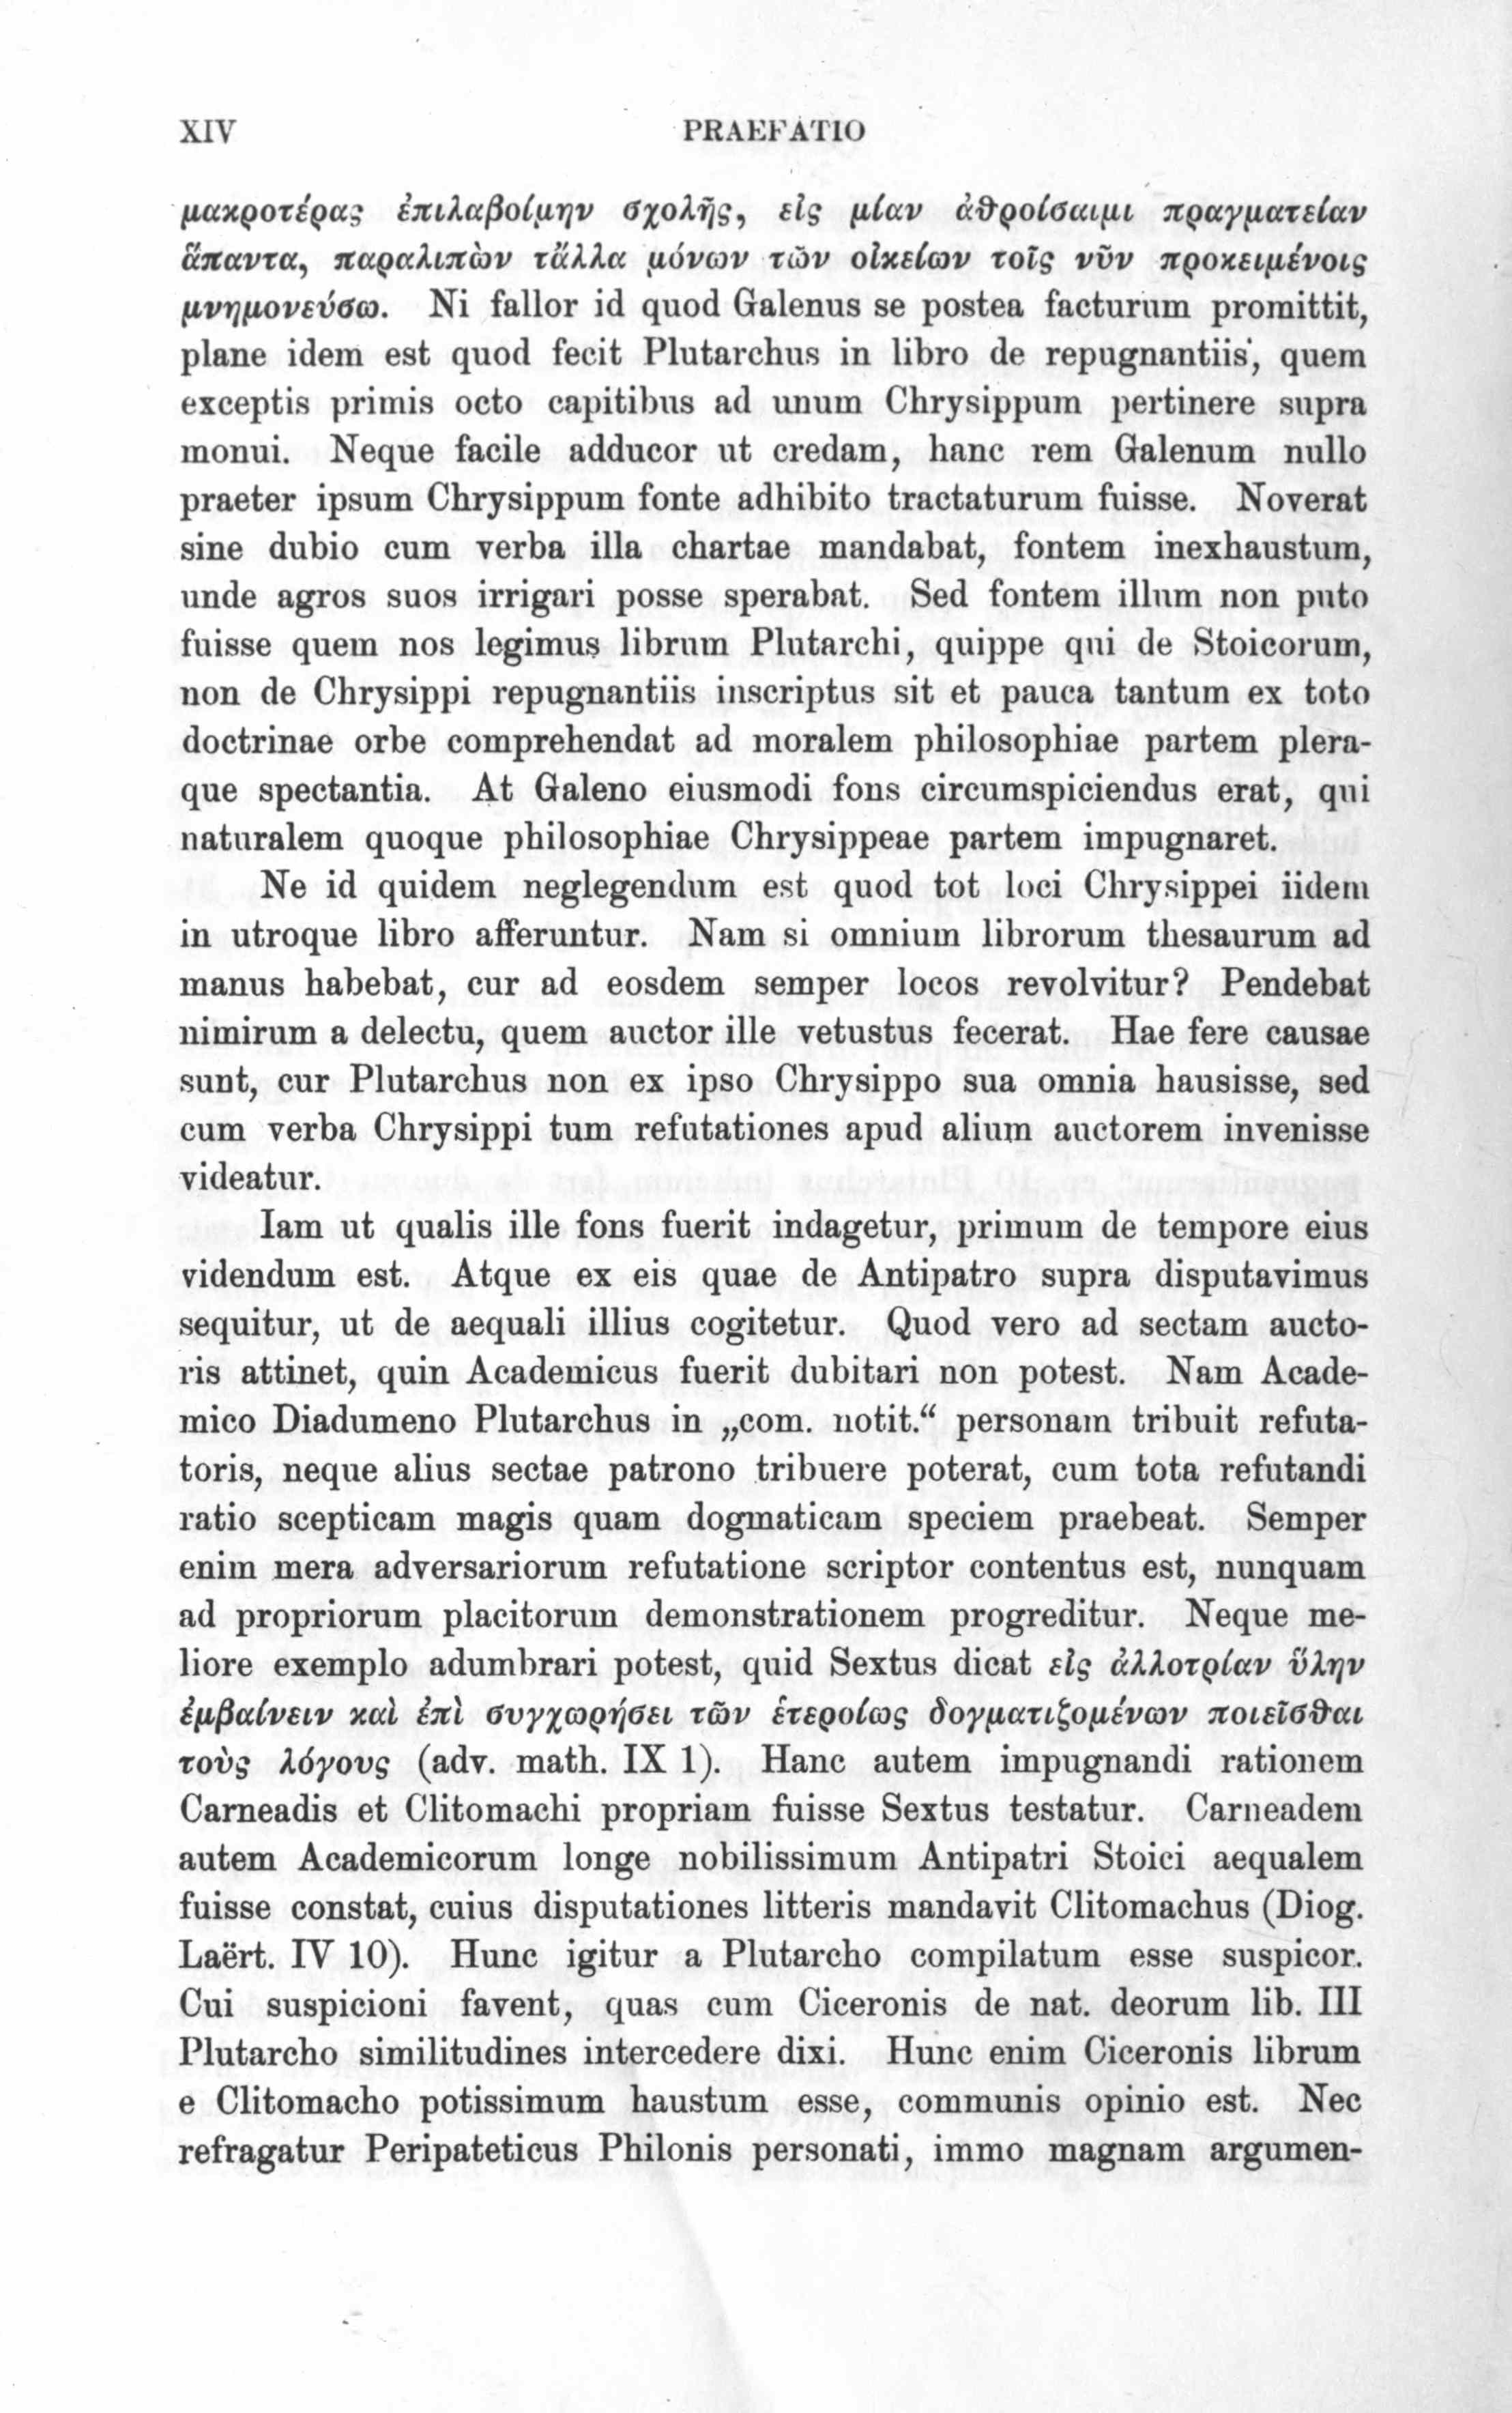 XIV PRAEFATIO
μακροτέρας ἐπιλαβοίμην σχολῆς, εἰς μίαν ἀθροίσαιμι πραγματείαν
ἅπαντα, παραλιπὼν τἄλλα μόνων τῶν οἰκείων τοῖς νῦν προκειμένοις
μνημονεύσω. Ni fallor id quod Galenus se postea facturum promittit,
plane idem est quod fecit Plutarchus in libro de repugnantiis, quem
exceptis primis octo capitibus ad unum Chrysippum pertinere supra
monui. Neque facile adducor ut credam, hanc rem Galenum nullo
praeter ipsum Chrysippum fonte adhibito tractaturum fuisse. Noverat
sine dubio cum verba illa chartae mandabat, fontem inexhaustum,
unde agros suos irrigari posse sperabat. Sed fontem illum non puto
fuisse quem nos legimus librum Plutarchi, quippe qui de Stoicorum,
non de Chrysippi repugnantiis inscriptus sit et pauca tantum ex toto
doctrinae orbe comprehendat ad moralem philosophiae partem plera-
que spectantia. At Galeno eiusmodi fons circumspiciendus erat, qui
naturalem quoque philosophiae Chrysippeae partem impugnaret.
Ne id quidem neglegendum est quod tot loci Chrysippei iidem
in utroque libro afferuntur. Nam si omnium librorum thesaurum ad
manus habebat, cur ad eosdem semper locos revolvitur? Pendebat
nimirum a delectu, quem auctor ille vetustus fecerat. Hae fere causae
sunt, cur Plutarchus non ex ipso Chrysippo sua omnia hausisse, sed
cum verba Chrysippi tum refutationes apud alium auctorem invenisse
videatur.
Iam ut qualis ille fons fuerit indagetur, primum de tempore eius
videndum est. Atque ex eis quae de Antipatro supra disputavimus
sequitur, ut de aequali illius cogitetur. Quod vero ad sectam aucto-
ris attinet, quin Academicus fuerit dubitari non potest. Nam Acade-
mico Diadumeno Plutarchus in „com. notit.“ personam tribuit refuta-
toris, neque alius sectae patrono tribuere poterat, cum tota refutandi
ratio scepticam magis quam dogmaticam speciem praebeat. Semper
enim mera adversariorum refutatione scriptor contentus est, nunquam
ad propriorum placitorum demonstrationem progreditur. Neque me-
liore exemplo adumbrari potest, quid Sextus dicat εἰς ἀλλοτρίαν ὕλην
ἐμβαίνειν καὶ ἐπὶ συγχωρήσει τῶν ἑτεροίως δογματιζομένων ποιεῖσθαι
τοὺς λόγους (adv. math. IX 1). Hanc autem impugnandi rationem
Carneadis et Clitomachi propriam fuisse Sextus testatur. Carneadem
autem Academicorum longe nobilissimum Antipatri Stoici aequalem
fuisse constat, cuius disputationes litteris mandavit Clitomachus (Diog.
Laërt. IV 10). Hunc igitur a Plutarcho compilatum esse suspicor.
Cui suspicioni favent, quas cum Ciceronis de nat. deorum lib. III
Plutarcho similitudines intercedere dixi. Hunc enim Ciceronis librum
e Clitomacho potissimum haustum esse, communis opinio est. Nec
refragatur Peripateticus Philonis personati, immo magnam argumen-